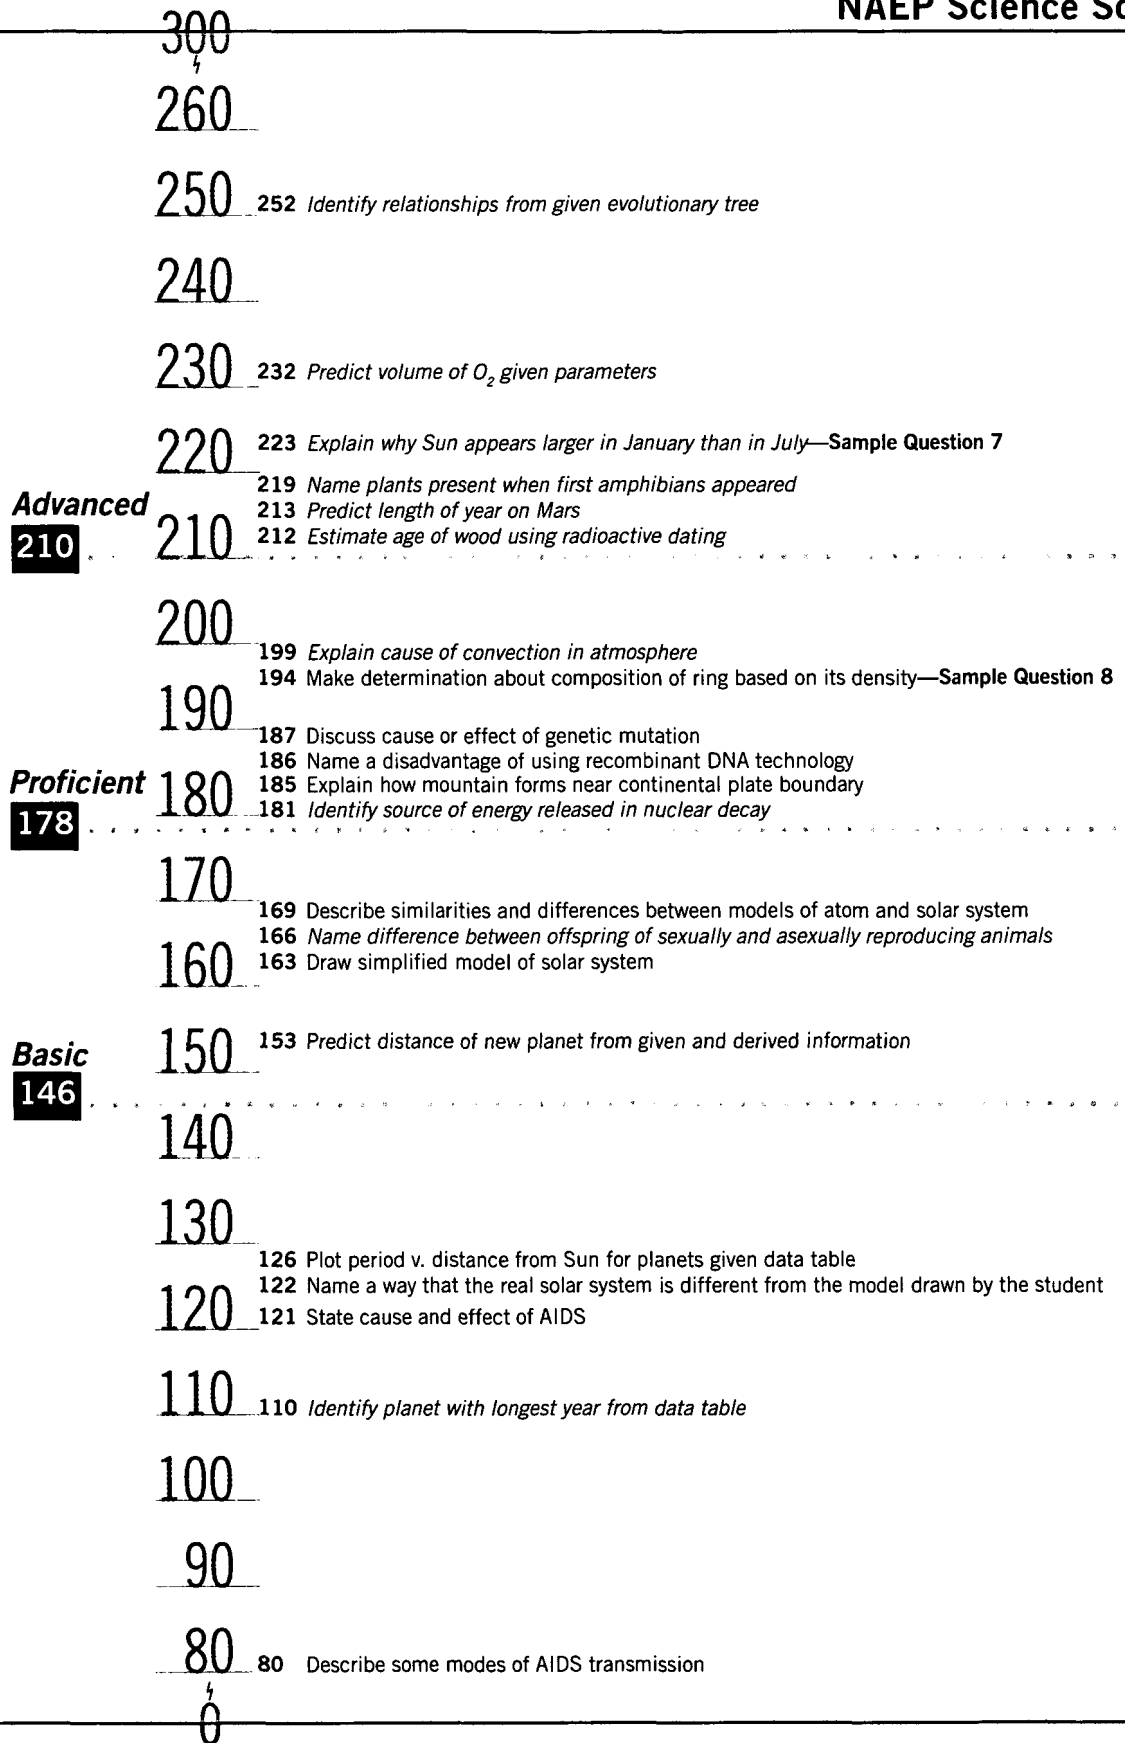 NAEP Science Sc
300
260
250 252 Identify relationships from given evolutionary tree
240
230 232 Predict volume of O₂ given parameters
220 223 Explain why Sun appears larger in January than in July—Sample Question 7
219 Name plants present when first amphibians appeared
Advanced
213 Predict length of year on Mars
210 210 212 Estimate age of wood using radioactive dating
200
199 Explain cause of convection in atmosphere
194 Make determination about composition of ring based on its density—Sample Question 8
190
187 Discuss cause or effect of genetic mutation
186 Name a disadvantage of using recombinant DNA technology
Proficient 180 185 Explain how mountain forms near continental plate boundary
178 181 Identify source of energy released in nuclear decay
170
169 Describe similarities and differences between models of atom and solar system
166 Name difference between offspring of sexually and asexually reproducing animals
160 163 Draw simplified model of solar system
Basic 150 153 Predict distance of new planet from given and derived information
146
140
130
126 Plot period v. distance from Sun for planets given data table
122 Name a way that the real solar system is different from the model drawn by the student
120 121 State cause and effect of AIDS
110 110 Identify planet with longest year from data table
100
90
80 80 Describe some modes of AIDS transmission
0